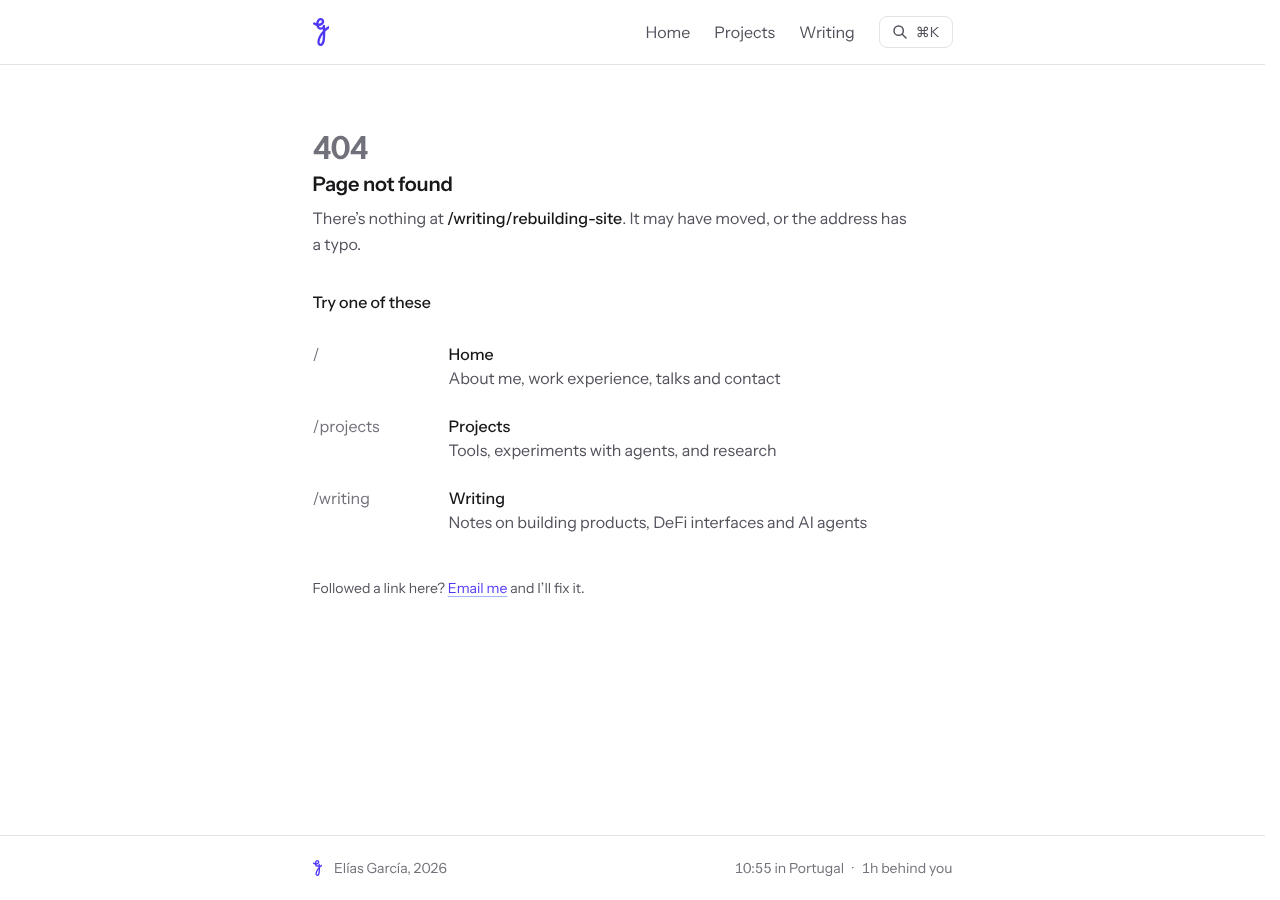 Home Projects Writing ⌘K
404
Page not found
There’s nothing at /writing/rebuilding-site. It may have moved, or the address has
a typo.
Try one of these
/ Home
About me, work experience, talks and contact
/projects Projects
Tools, experiments with agents, and research
/writing Writing
Notes on building products, DeFi interfaces and AI agents
Followed a link here? Email me and I’ll fix it.
Elías García, 2026 10:55 in Portugal · 1h behind you